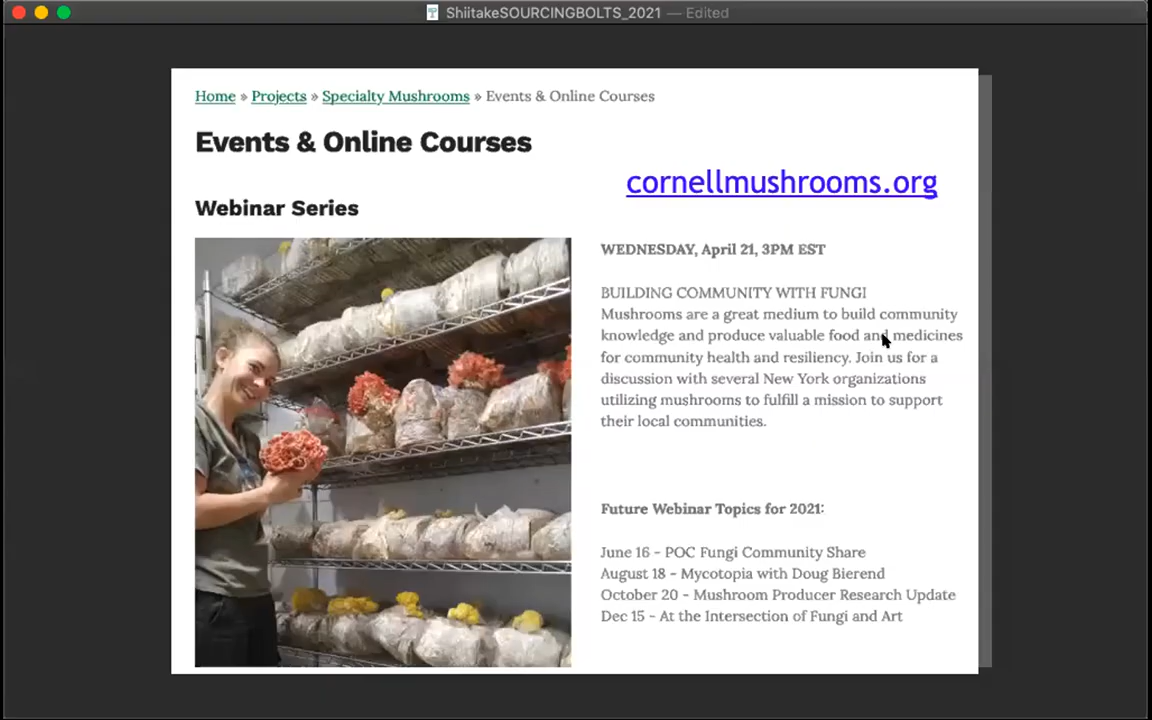 ShiitakeSOURCINGBOLTS_2021 — Edited
Home » Projects » Specialty Mushrooms » Events & Online Courses
Events & Online Courses
cornellmushrooms.org
Webinar Series
WEDNESDAY, April 21, 3PM EST
BUILDING COMMUNITY WITH FUNGI
Mushrooms are a great medium to build community
knowledge and produce valuable food and medicines
for community health and resiliency. Join us for a
discussion with several New York organizations
utilizing mushrooms to fulfill a mission to support
their local communities.
Future Webinar Topics for 2021:
June 16 - POC Fungi Community Share
August 18 - Mycotopia with Doug Bierend
October 20 - Mushroom Producer Research Update
Dec 15 - At the Intersection of Fungi and Art